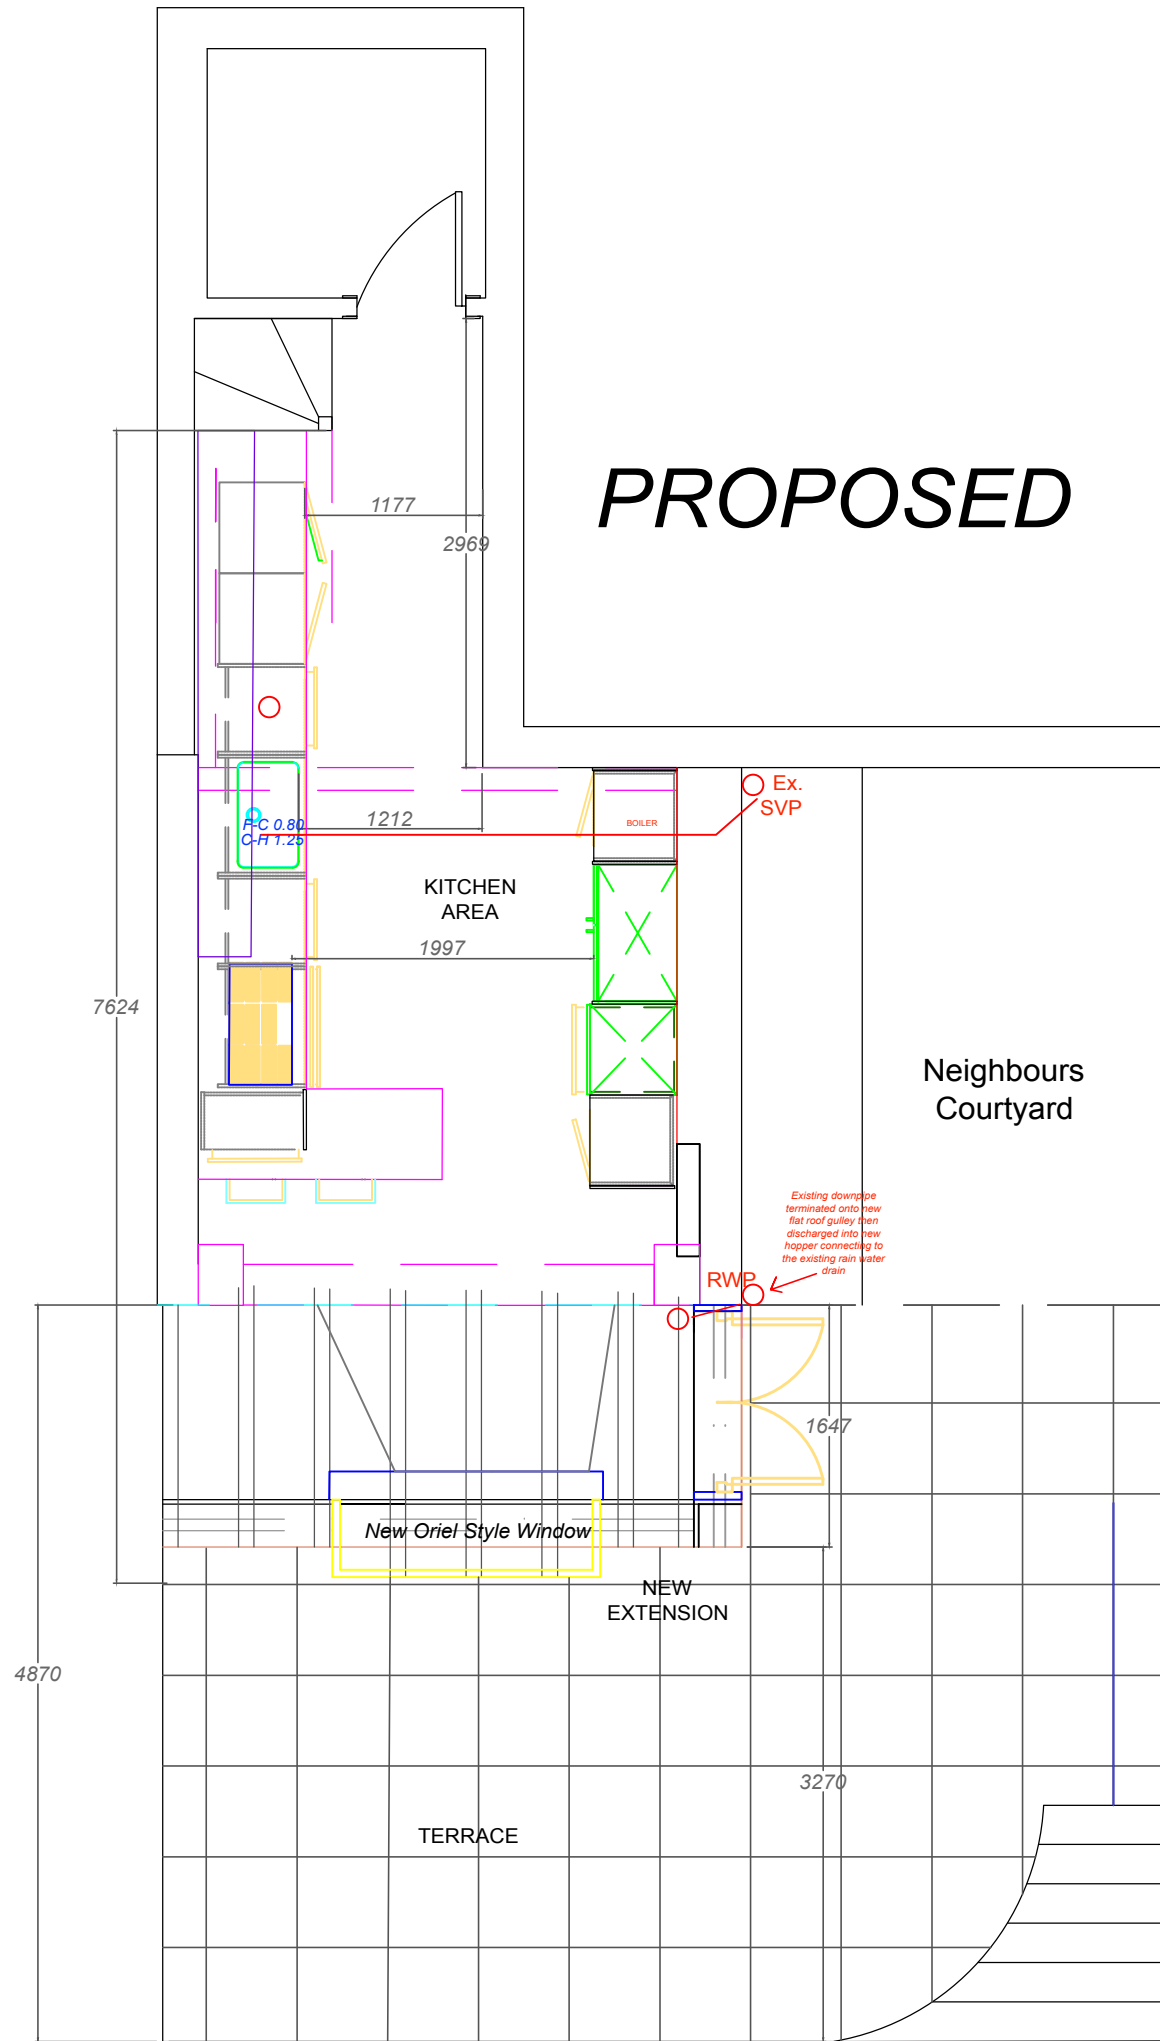 PROPOSED
1177
2969
Ex.
SVP
F-C 0.80
C-H 1.25
1212
BOILER
KITCHEN
AREA
1997
7624
Neighbours
Courtyard
Existing downpipe
terminated onto new
flat roof gulley then
discharged into new
hopper connecting to
the existing rain water
drain
RWP
1647
New Oriel Style Window
NEW
EXTENSION
4870
3270
TERRACE